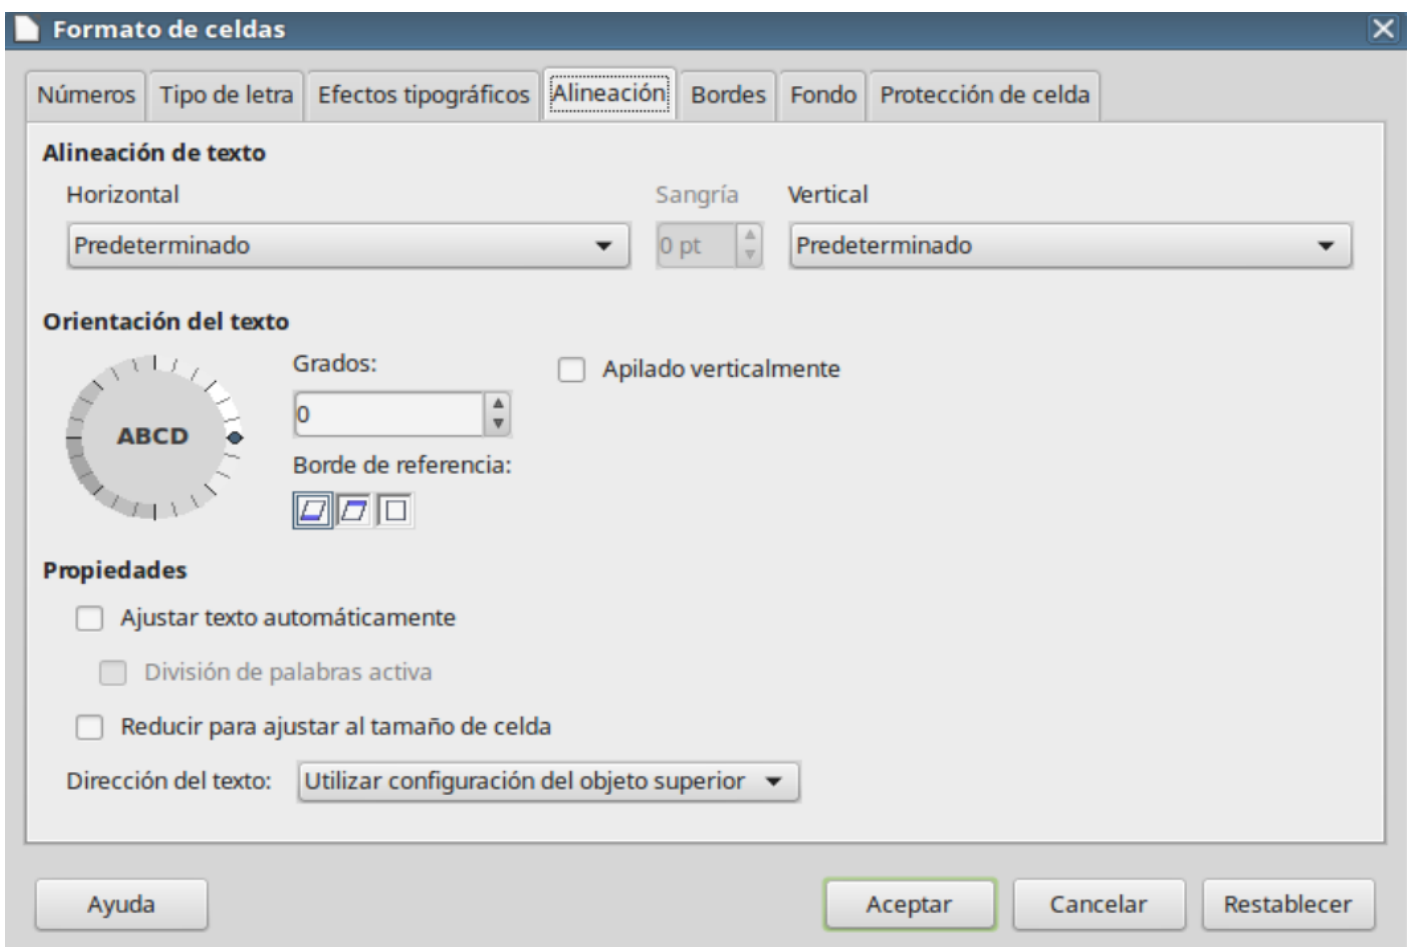 Formato de celdas
Números Tipo de letra Efectos tipográficos Alineación Bordes Fondo Protección de celda
Alineación de texto
Horizontal Sangría Vertical
Predeterminado 0 pt Predeterminado
Orientación del texto
Grados: Apilado verticalmente
ABCD 0
Borde de referencia:
Propiedades
Ajustar texto automáticamente
División de palabras activa
Reducir para ajustar al tamaño de celda
Dirección del texto: Utilizar configuración del objeto superior
Ayuda Aceptar Cancelar Restablecer